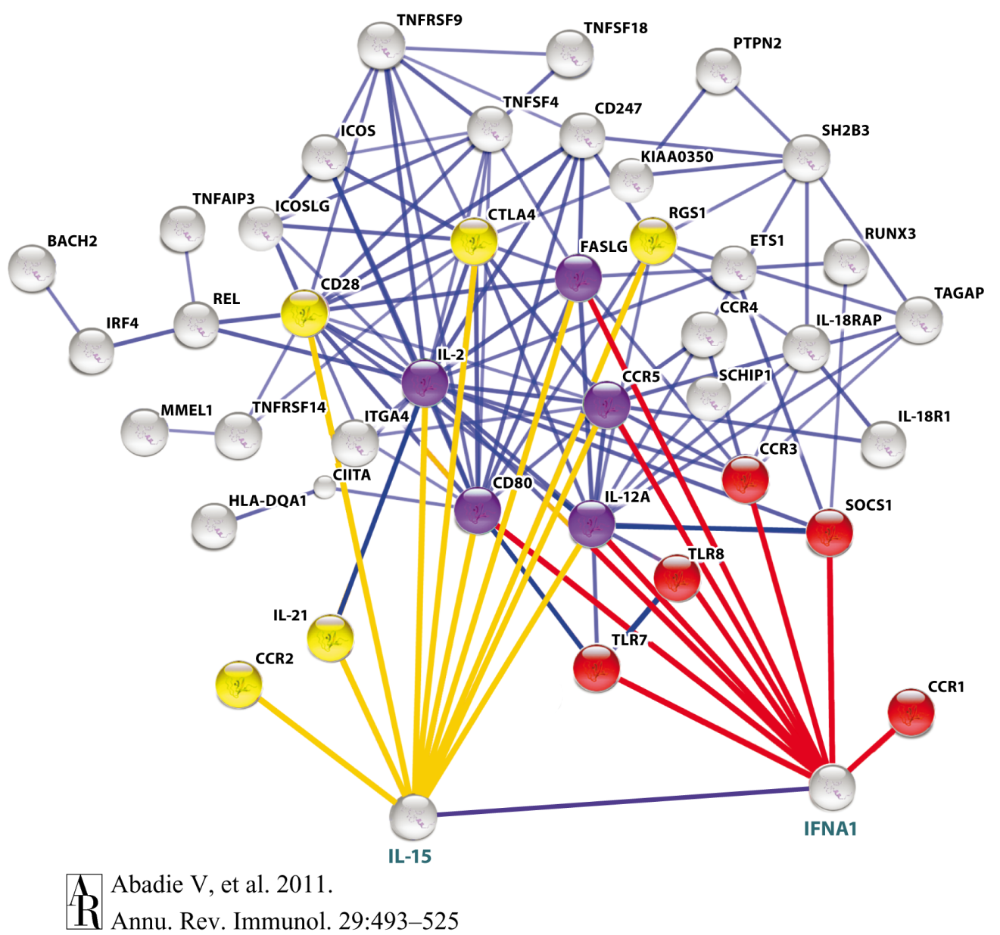 TNFRSF9
TNFSF18
PTPN2
TNFSF4
CD247
ICOS
SH2B3
KIAA0350
TNFAIP3
ICOSLG
CTLA4
RGS1
BACH2
FASLG
ETS1
RUNX3
CD28
TAGAP
REL
CCR4
IRF4
IL-18RAP
IL-2
CCR5
SCHIP1
MMEL1
TNFRSF14
ITGA4
IL-18R1
CCR3
CIITA
CD80
HLA-DQA1
IL-12A
SOCS1
TLR8
IL-21
TLR7
CCR2
CCR1
IFNA1
IL-15
AR
Abadie V, et al. 2011.
Annu. Rev. Immunol. 29:493–525